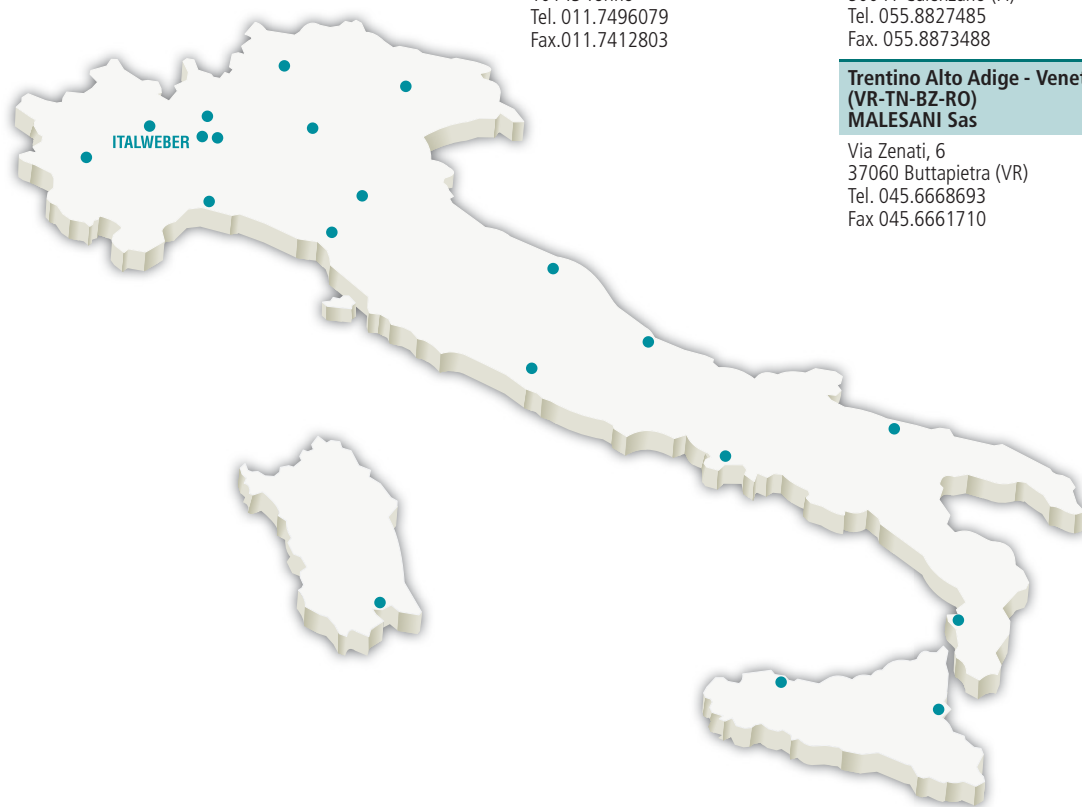 Tel. 011.7496079
Fax.011.7412803
Tel. 055.8827485
Fax. 055.8873488
Trentino Alto Adige - Venet
(VR-TN-BZ-RO)
MALESANI Sas
Via Zenati, 6
37060 Buttapietra (VR)
Tel. 045.6668693
Fax 045.6661710
ITALWEBER